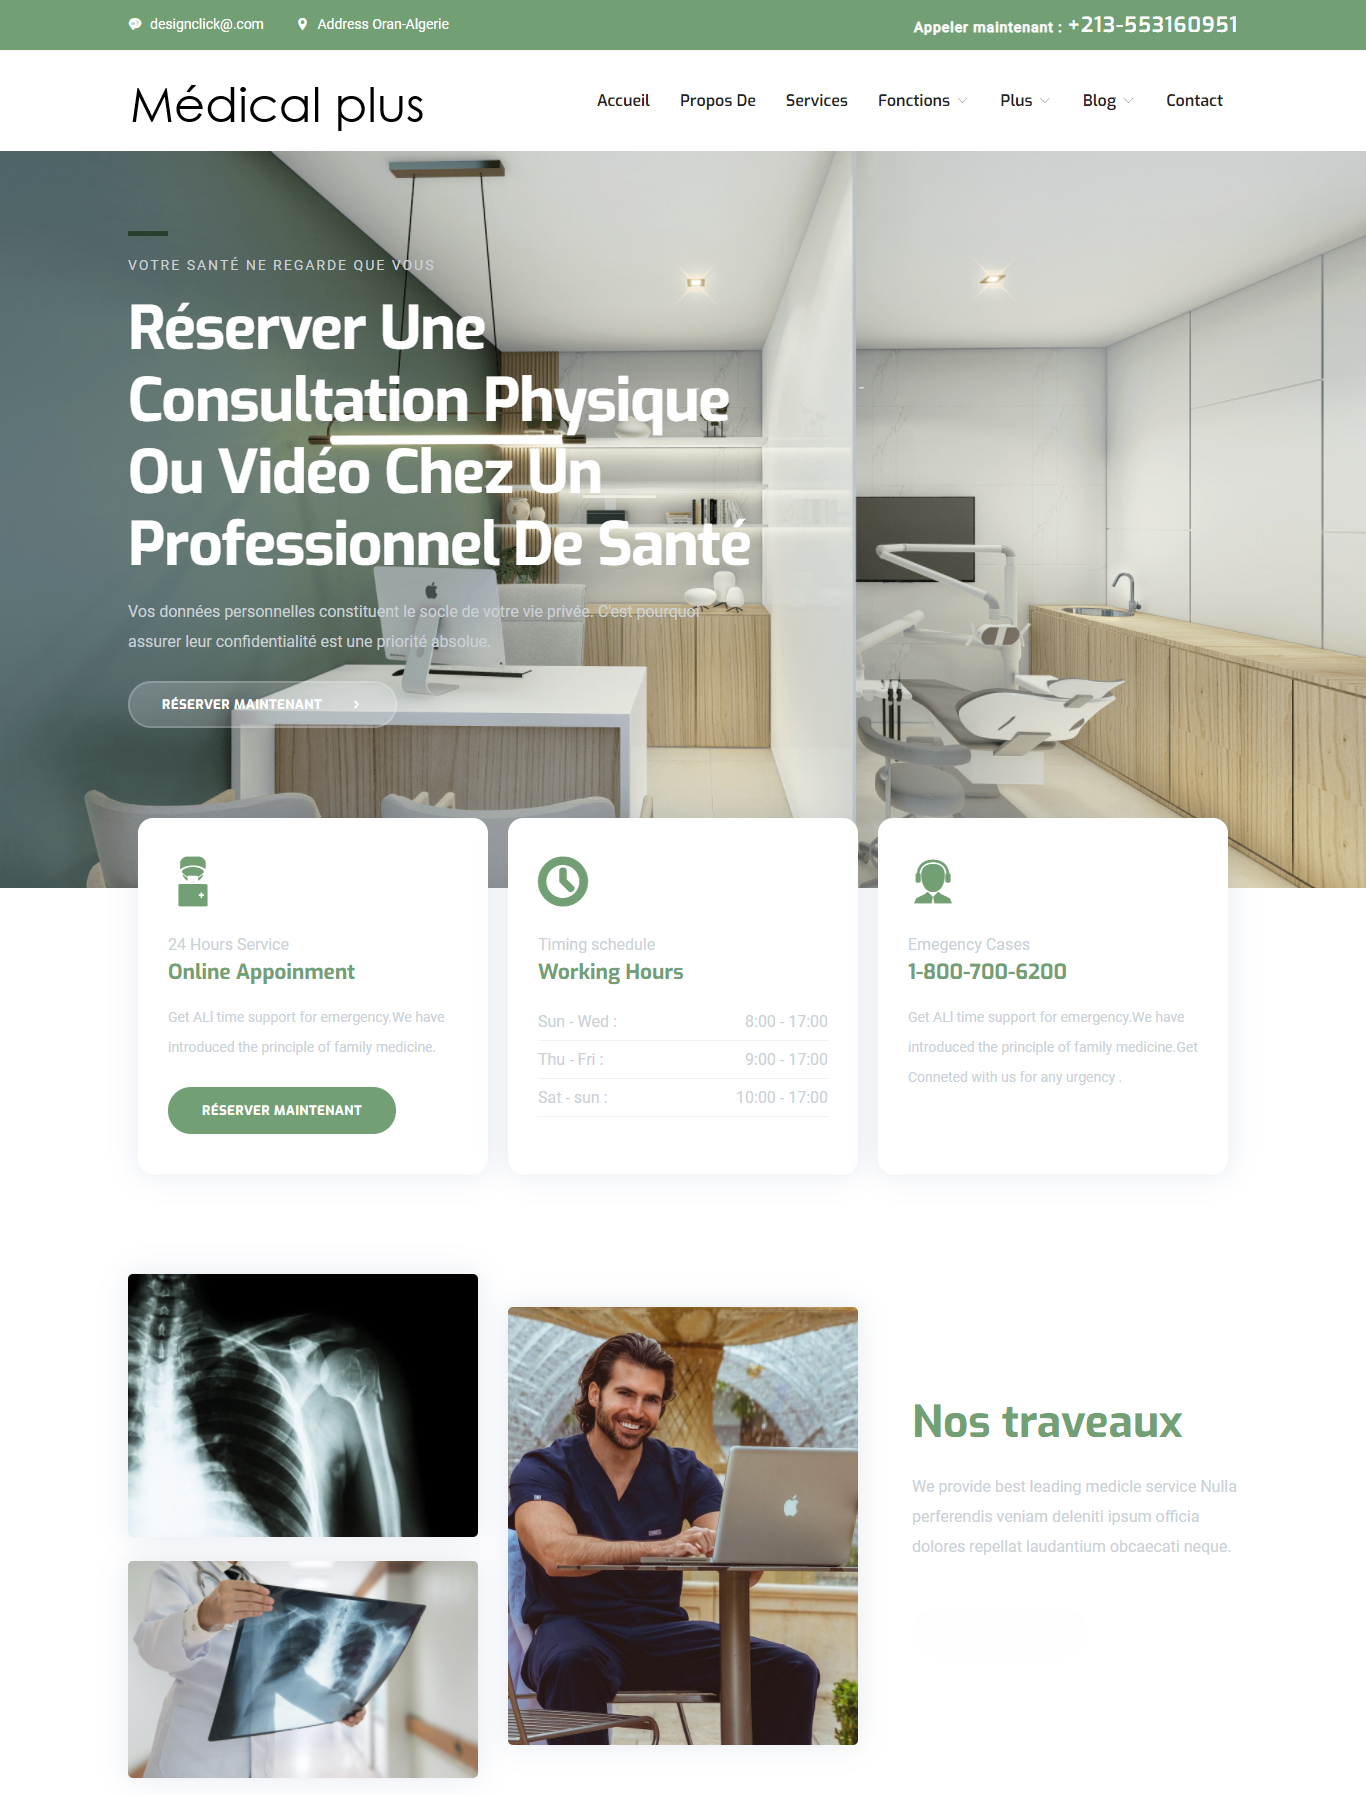 designclick@.com
Address Oran-Algerie
Appeler maintenant : +213-553160951
Médical plus
Accueil
Propos De
Services
Fonctions
Plus
Blog
Contact
VOTRE SANTÉ NE REGARDE QUE VOUS
Réserver Une
Consultation Physique
Ou Vidéo Chez Un
Professionnel De Santé
Vos données personnelles constituent le socle de votre vie privée. C'est pourquoi
assurer leur confidentialité est une priorité absolue.
RÉSERVER MAINTENANT
24 Hours Service
Online Appoinment
Get ALl time support for emergency.We have
introduced the principle of family medicine.
RÉSERVER MAINTENANT
Timing schedule
Working Hours
Sun - Wed : 8:00 - 17:00
Thu - Fri : 9:00 - 17:00
Sat - sun : 10:00 - 17:00
Emegency Cases
1-800-700-6200
Get ALl time support for emergency.We have
introduced the principle of family medicine.Get
Conneted with us for any urgency .
Nos traveaux
We provide best leading medicle service Nulla
perferendis veniam deleniti ipsum officia
dolores repellat laudantium obcaecati neque.